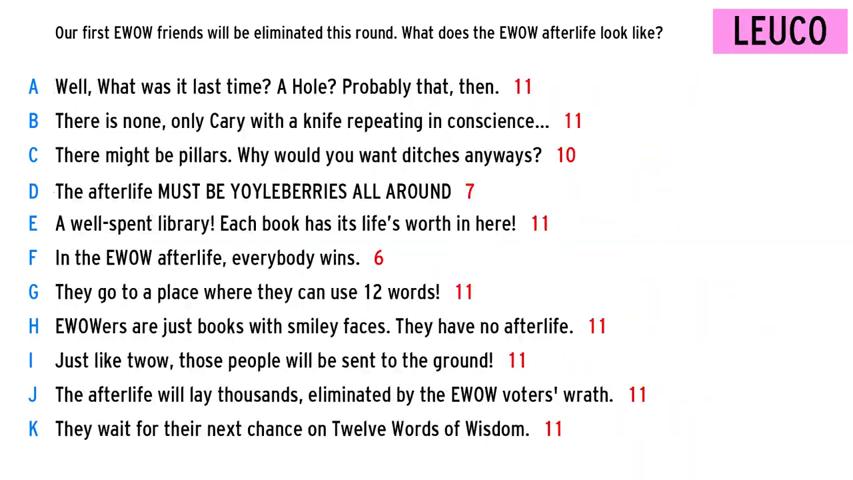 Our first EWOW friends will be eliminated this round. What does the EWOW afterlife look like?
LEUCO
A Well, What was it last time? A Hole? Probably that, then. 11
B There is none, only Cary with a knife repeating in conscience... 11
C There might be pillars. Why would you want ditches anyways? 10
D The afterlife MUST BE YOYLEBERRIES ALL AROUND 7
E A well-spent library! Each book has its life's worth in here! 11
F In the EWOW afterlife, everybody wins. 6
G They go to a place where they can use 12 words! 11
H EWOWers are just books with smiley faces. They have no afterlife. 11
I Just like twow, those people will be sent to the ground! 11
J The afterlife will lay thousands, eliminated by the EWOW voters' wrath. 11
K They wait for their next chance on Twelve Words of Wisdom. 11